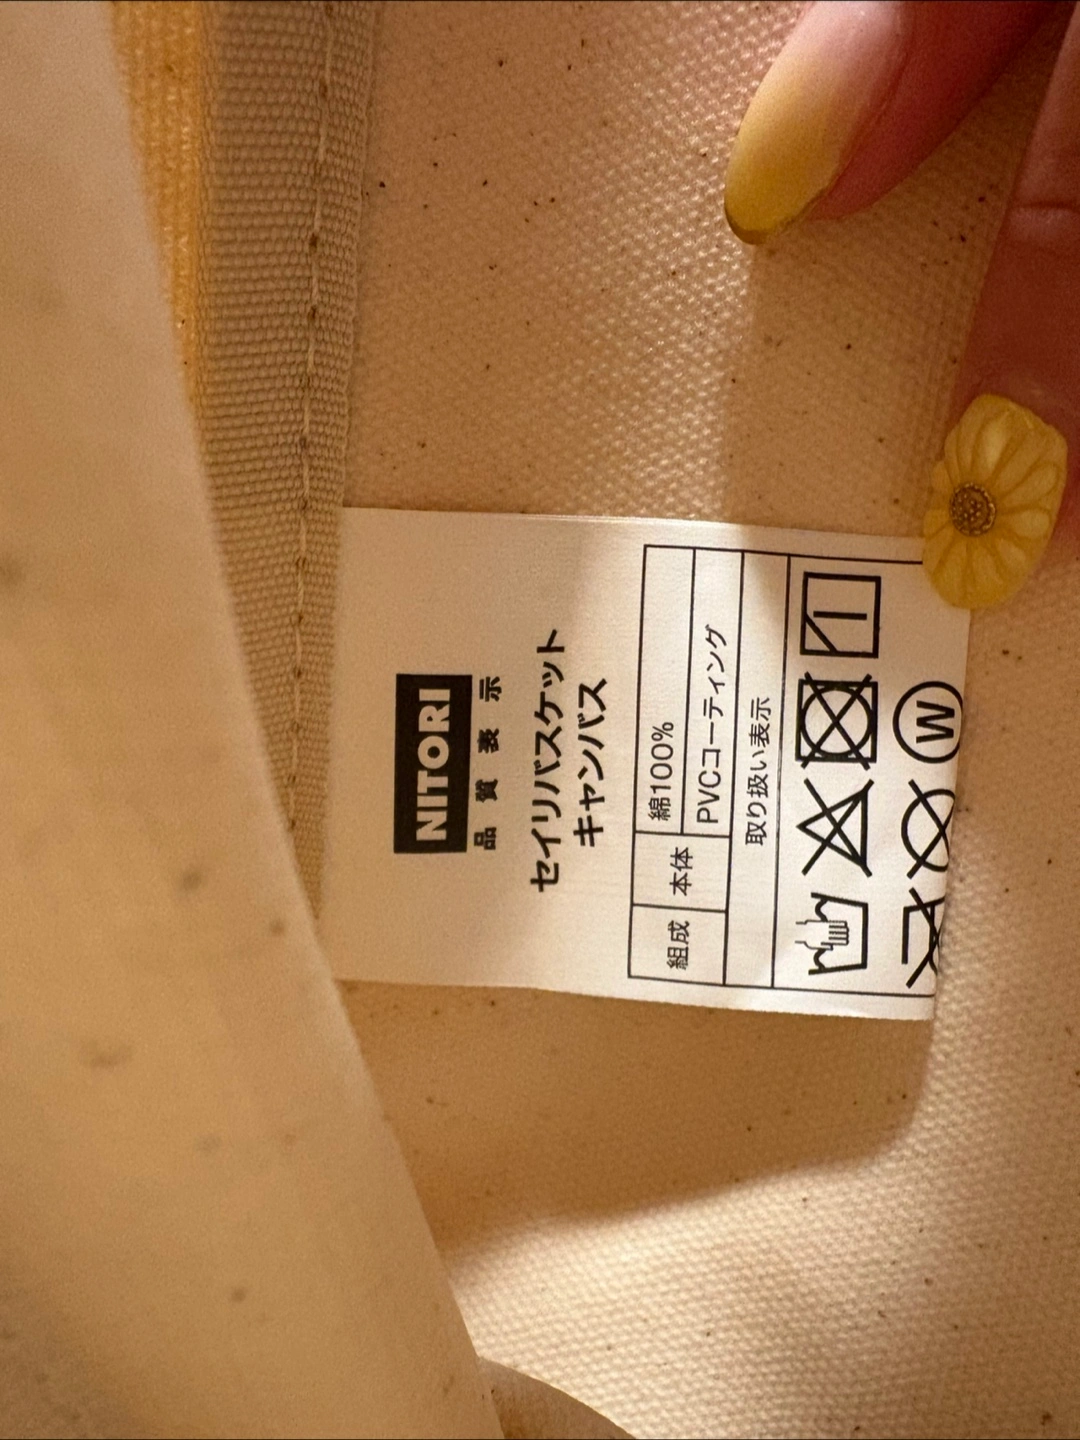 NITORI
品質表示
セイリバスケット
キャンバス
組成 本体 綿100%
PVCコーティング
取り扱い表示
W